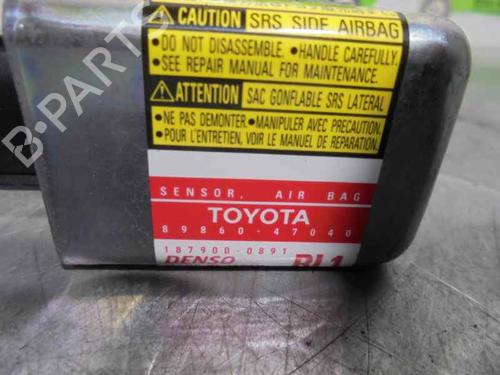 CAUTION SRS SIDE AIRBAG
•DO NOT DISASSEMBLE. •HANDLE CAREFULLY.
•SEE REPAIR MANUAL FOR MAINTENANCE.
ATTENTION SAC GONFLABLE SRS LATERAL
•NE PAS DEMONTER. •MANIPULER AVEC PRECAUTION.
•POUR L'ENTRETIEN, VOIR LE MANUEL DE REPARATION.
SENSOR, AIR BAG
TOYOTA
89860-47040
187900-0891
DENSO BL1
B-PARTS